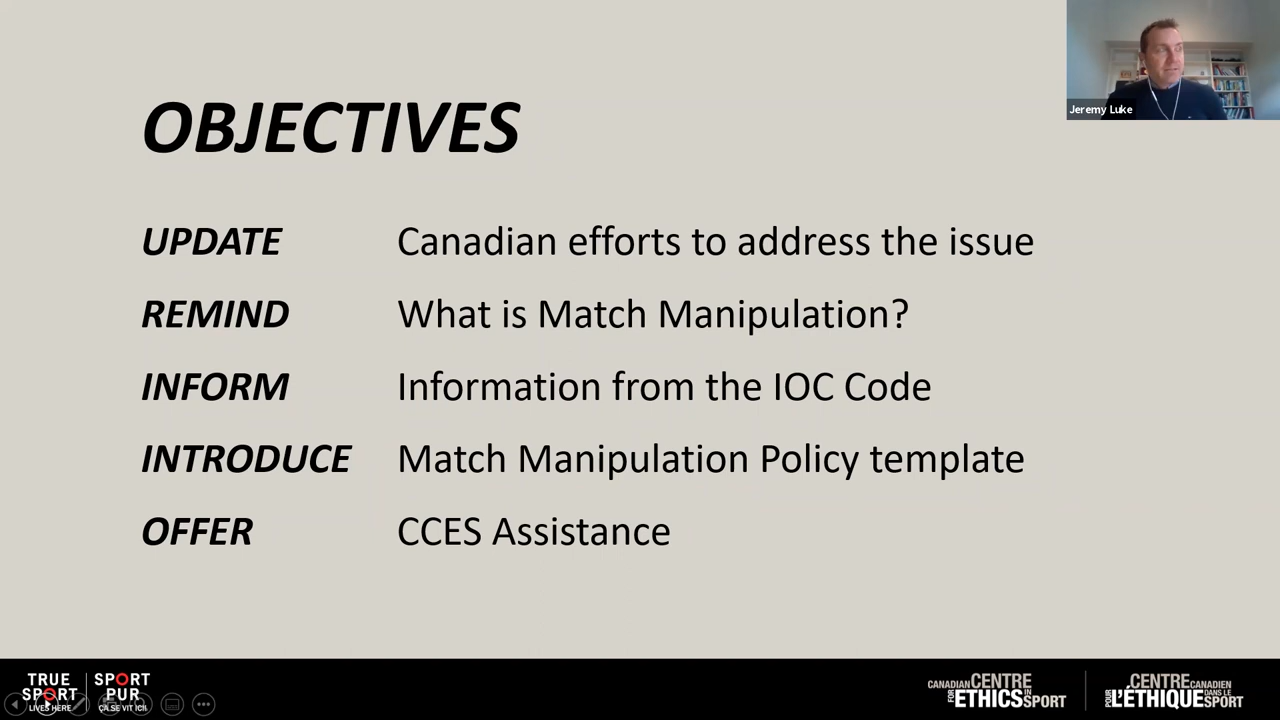 OBJECTIVES
Jeremy Luke
UPDATE Canadian efforts to address the issue
REMIND What is Match Manipulation?
INFORM Information from the IOC Code
INTRODUCE Match Manipulation Policy template
OFFER CCES Assistance
TRUE
SPORT
LIVES HERE
SPORT
PUR
ÇA SE VIT ICI
CANADIAN CENTRE
FOR ETHICS IN SPORT
CENTRE CANADIEN
POUR L'ÉTHIQUE DANS LE SPORT